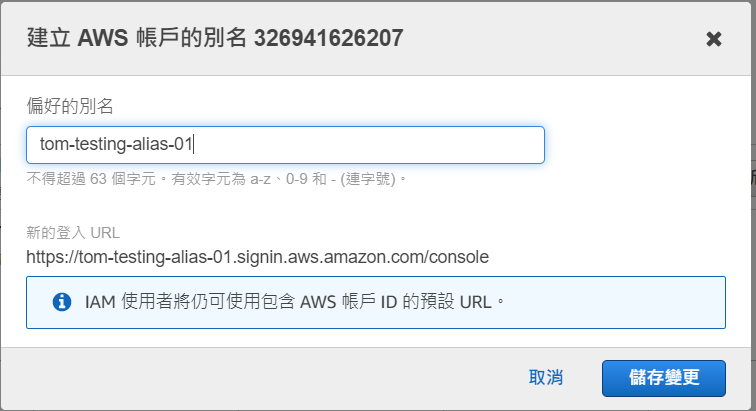 建立 AWS 帳戶的別名 326941626207
偏好的別名
tom-testing-alias-01
不得超過 63 個字元。有效字元為 a-z、0-9 和 - (連字號)。
新的登入 URL
https://tom-testing-alias-01.signin.aws.amazon.com/console
IAM 使用者將仍可使用包含 AWS 帳戶 ID 的預設 URL。
取消
儲存變更